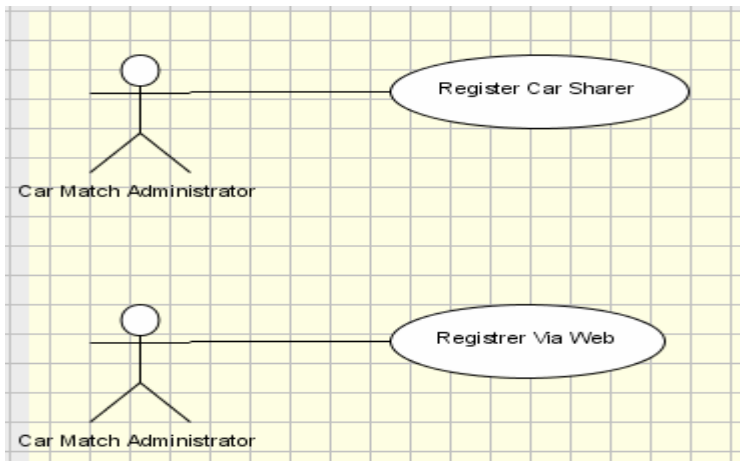 Register Car Sharer
Car Match Administrator
Registrer Via Web
Car Match Administrator